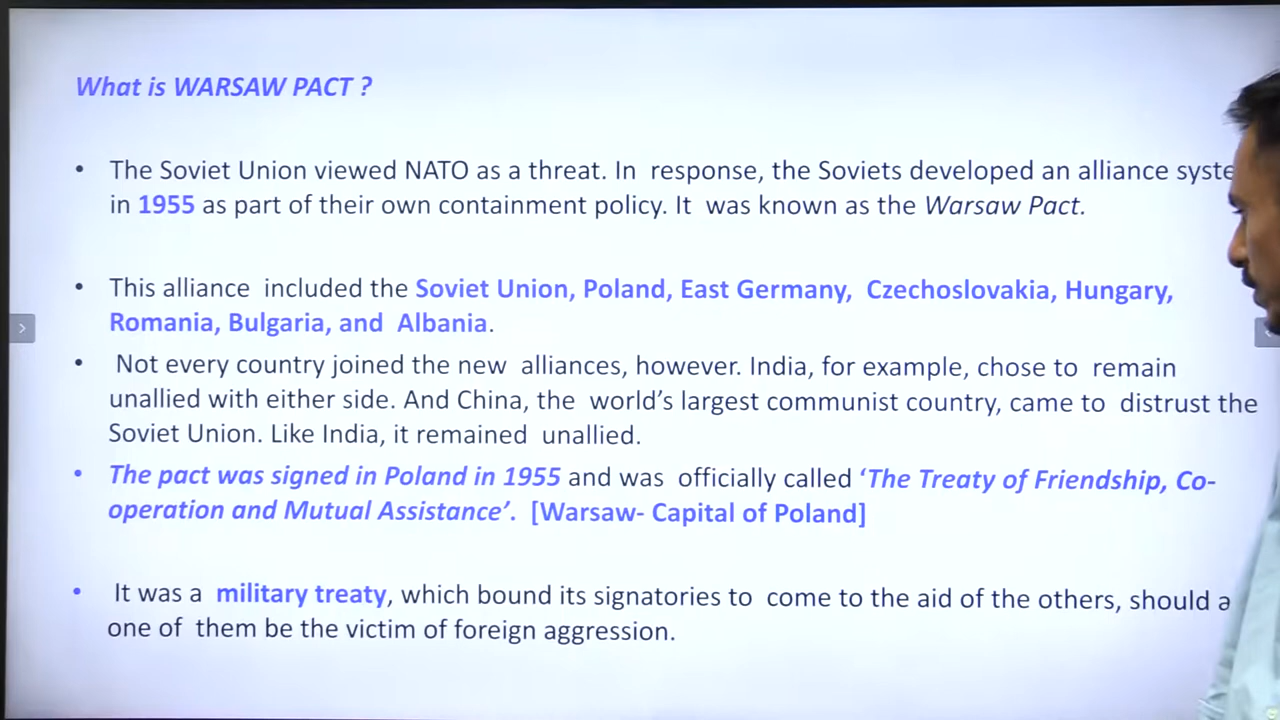 What is WARSAW PACT ?
• The Soviet Union viewed NATO as a threat. In response, the Soviets developed an alliance syste
in 1955 as part of their own containment policy. It was known as the Warsaw Pact.
• This alliance included the Soviet Union, Poland, East Germany, Czechoslovakia, Hungary,
Romania, Bulgaria, and Albania.
• Not every country joined the new alliances, however. India, for example, chose to remain
unallied with either side. And China, the world's largest communist country, came to distrust the
Soviet Union. Like India, it remained unallied.
• The pact was signed in Poland in 1955 and was officially called ‘The Treaty of Friendship, Co-
operation and Mutual Assistance’. [Warsaw- Capital of Poland]
• It was a military treaty, which bound its signatories to come to the aid of the others, should a
one of them be the victim of foreign aggression.